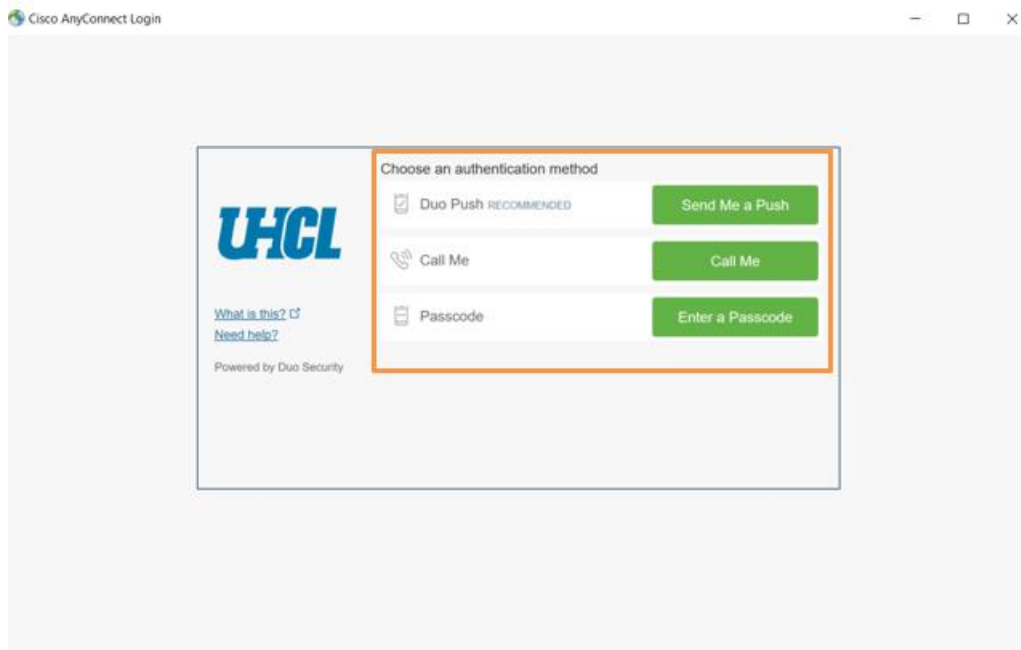 Cisco AnyConnect Login
UHCL
What is this?
Need help?
Powered by Duo Security
Choose an authentication method
Duo Push RECOMMENDED
Send Me a Push
Call Me
Call Me
Passcode
Enter a Passcode